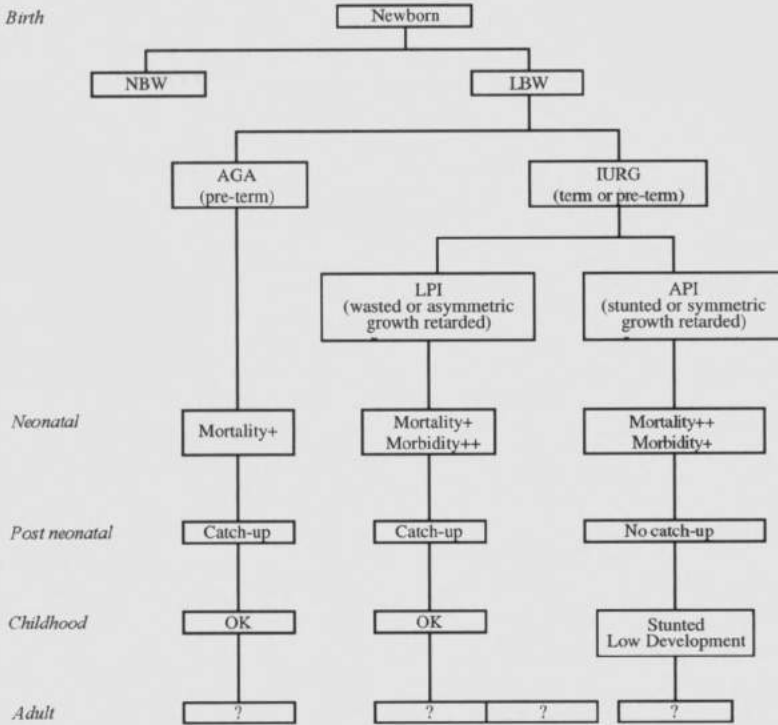 Birth
Newborn
NBW
LBW
AGA
(pre-term)
IURG
(term or pre-term)
LPI
(wasted or asymmetric
growth retarded)
API
(stunted or symmetric
growth retarded)
Neonatal
Mortality+
Mortality+
Morbidity++
Mortality++
Morbidity+
Post neonatal
Catch-up
Catch-up
No catch-up
Childhood
OK
OK
Stunted
Low Development
Adult
?
?
?
?